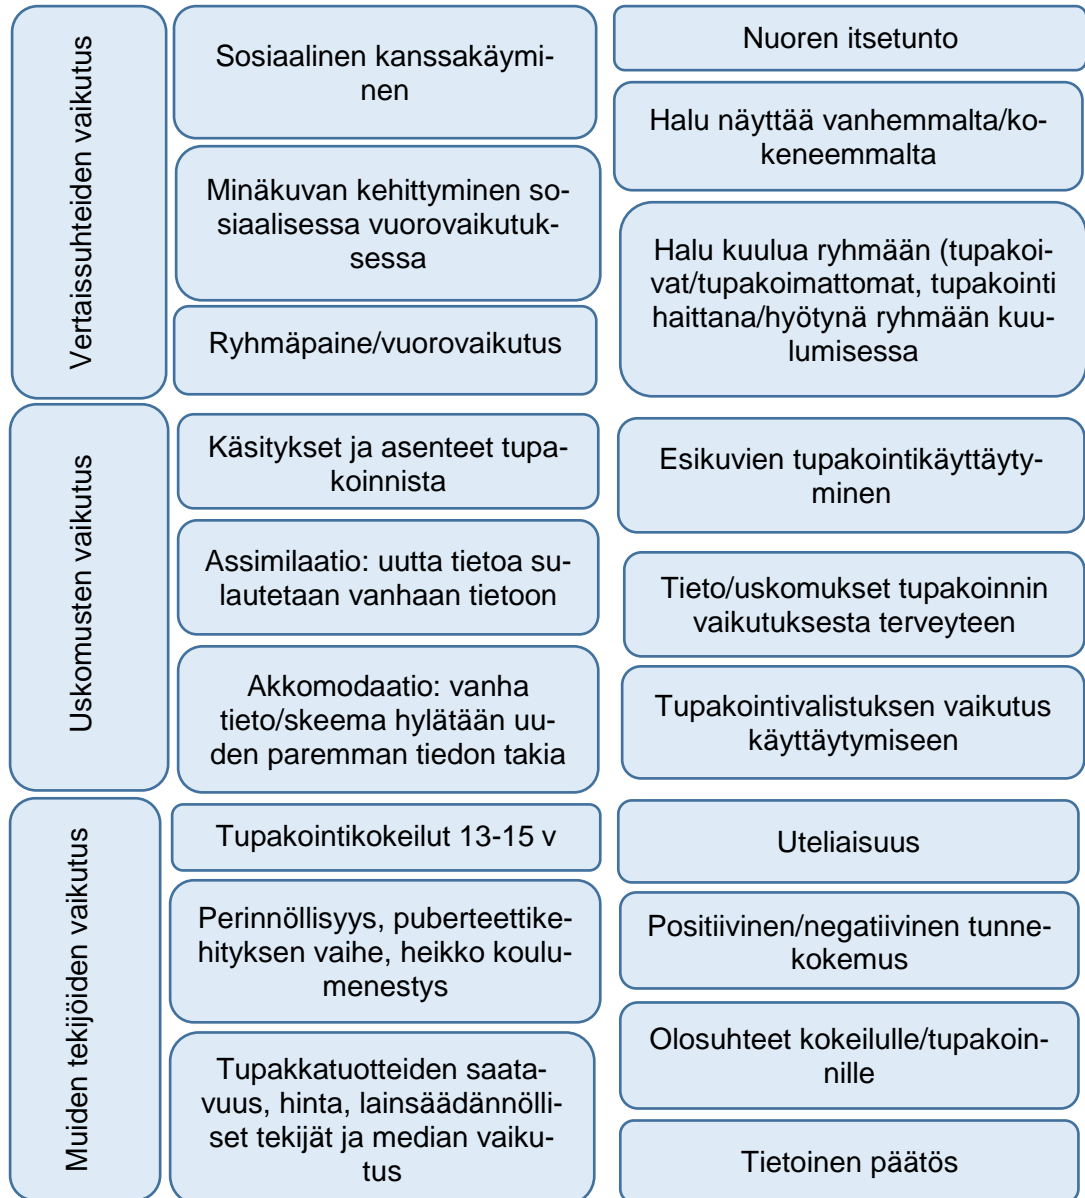 Vertaissuhteiden vaikutus
Sosiaalinen kanssakäymi-
nen
Minäkuvan kehittyminen so-
siaalisessa vuorovaikutuk-
sessa
Ryhmäpaine/vuorovaikutus
Nuoren itsetunto
Halu näyttää vanhemmalta/ko-
keneemmalta
Halu kuulua ryhmään (tupakoi-
vat/tupakoimattomat, tupakointi
haittana/hyötynä ryhmään kuu-
lumisessa
Uskomusten vaikutus
Käsitykset ja asenteet tupa-
koinnista
Assimilaatio: uutta tietoa su-
lautetaan vanhaan tietoon
Akkomodaatio: vanha
tieto/skeema hylätään uu-
den paremman tiedon takia
Esikuvien tupakointikäyttäyty-
minen
Tieto/uskomukset tupakoinnin
vaikutuksesta terveyteen
Tupakointivalistuksen vaikutus
käyttäytymiseen
Muiden tekijöiden vaikutus
Tupakointikokeilut 13-15 v
Perinnöllisyys, puberteettike-
hityksen vaihe, heikko koulu-
menestys
Tupakkatuotteiden saata-
vuus, hinta, lainsäädännölli-
set tekijät ja median vaiku-
tus
Uteliaisuus
Positiivinen/negatiivinen tunne-
kokemus
Olosuhteet kokeilulle/tupakoin-
nille
Tietoinen päätös